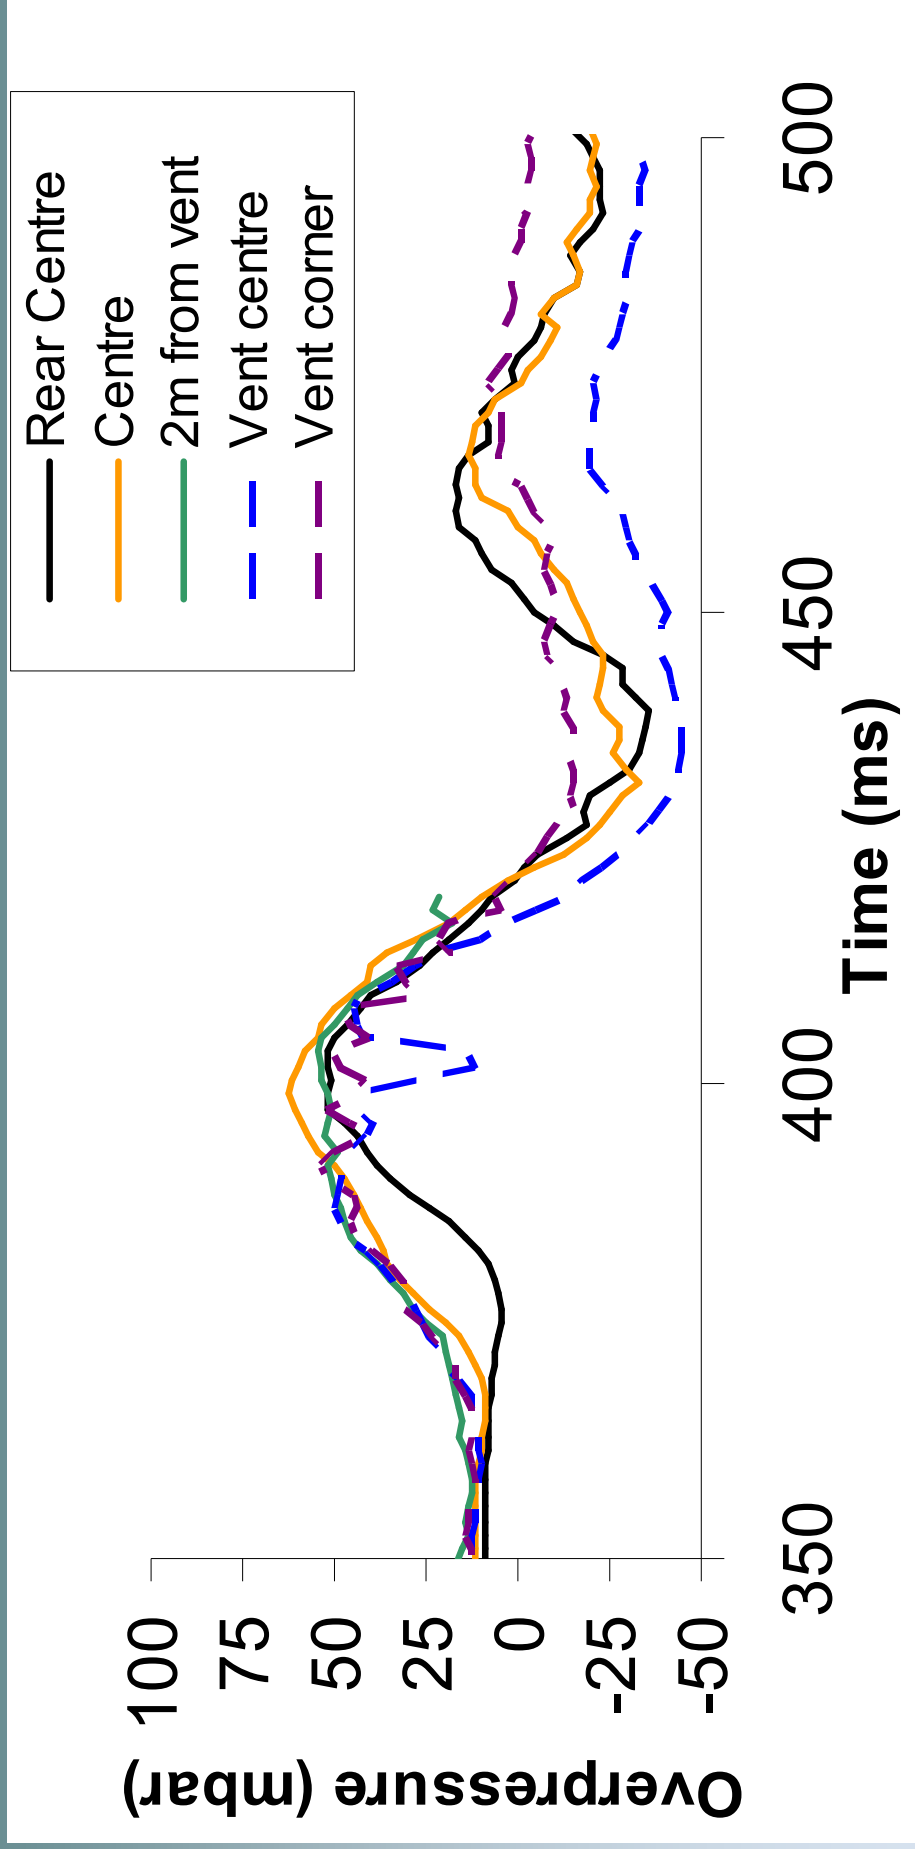 Rear Centre
Centre
2m from vent
Vent centre
Vent corner
100
75
50
25
0
-25
-50
Overpressure (mbar)
350
400
450
500
Time (ms)